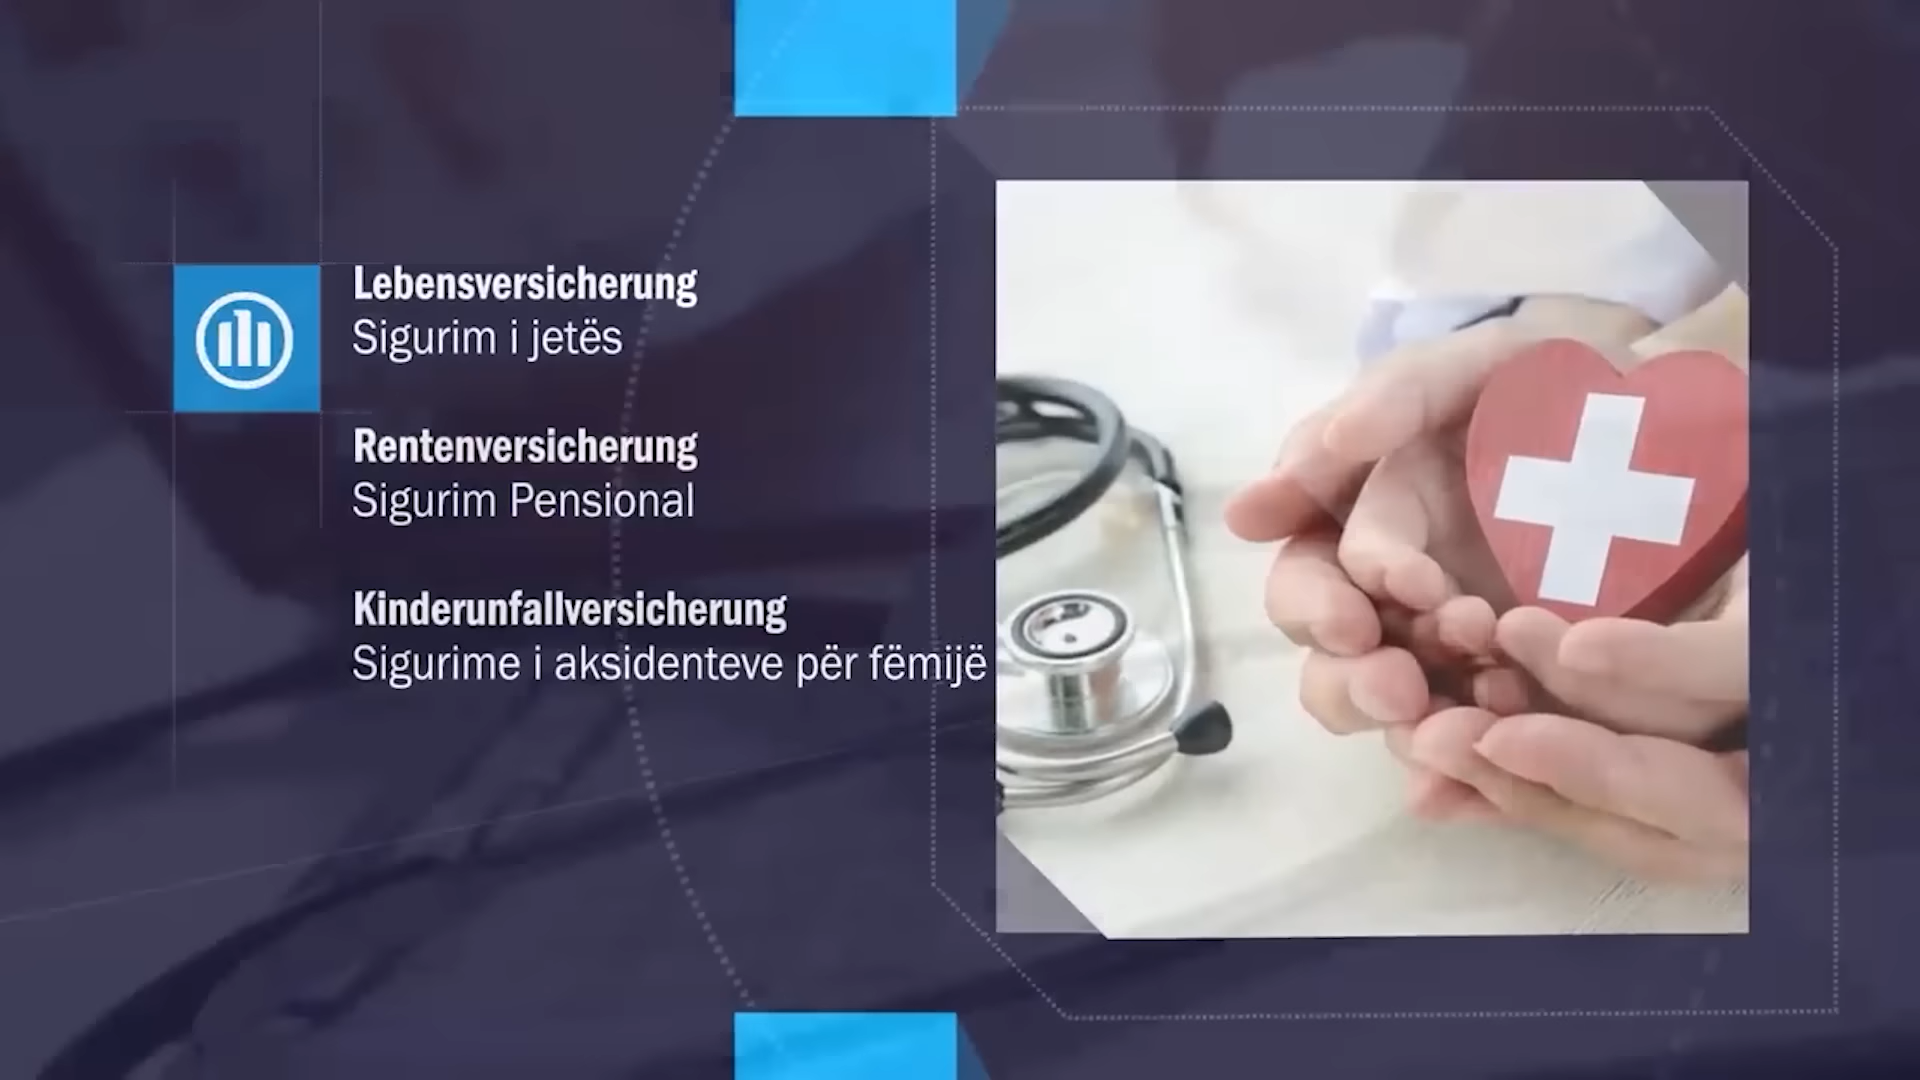 Lebensversicherung
Sigurim i jetës
Rentenversicherung
Sigurim Pensional
Kinderunfallversicherung
Sigurime i aksidenteve për fëmijë